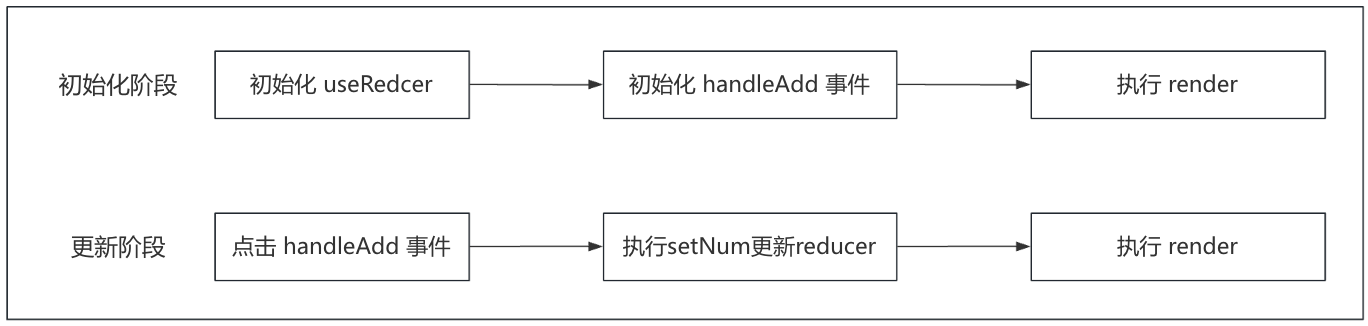 初始化阶段
初始化 useRedcer
初始化 handleAdd 事件
执行 render
更新阶段
点击 handleAdd 事件
执行setNum更新reducer
执行 render